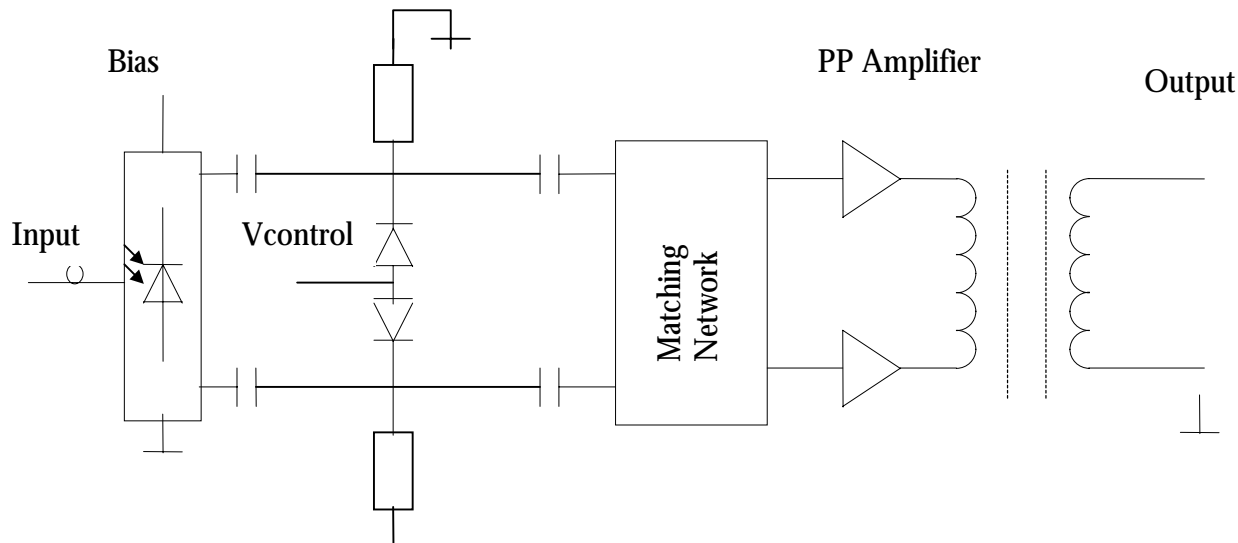 Bias
PP Amplifier
Output
Input
Vcontrol
Matching
Network